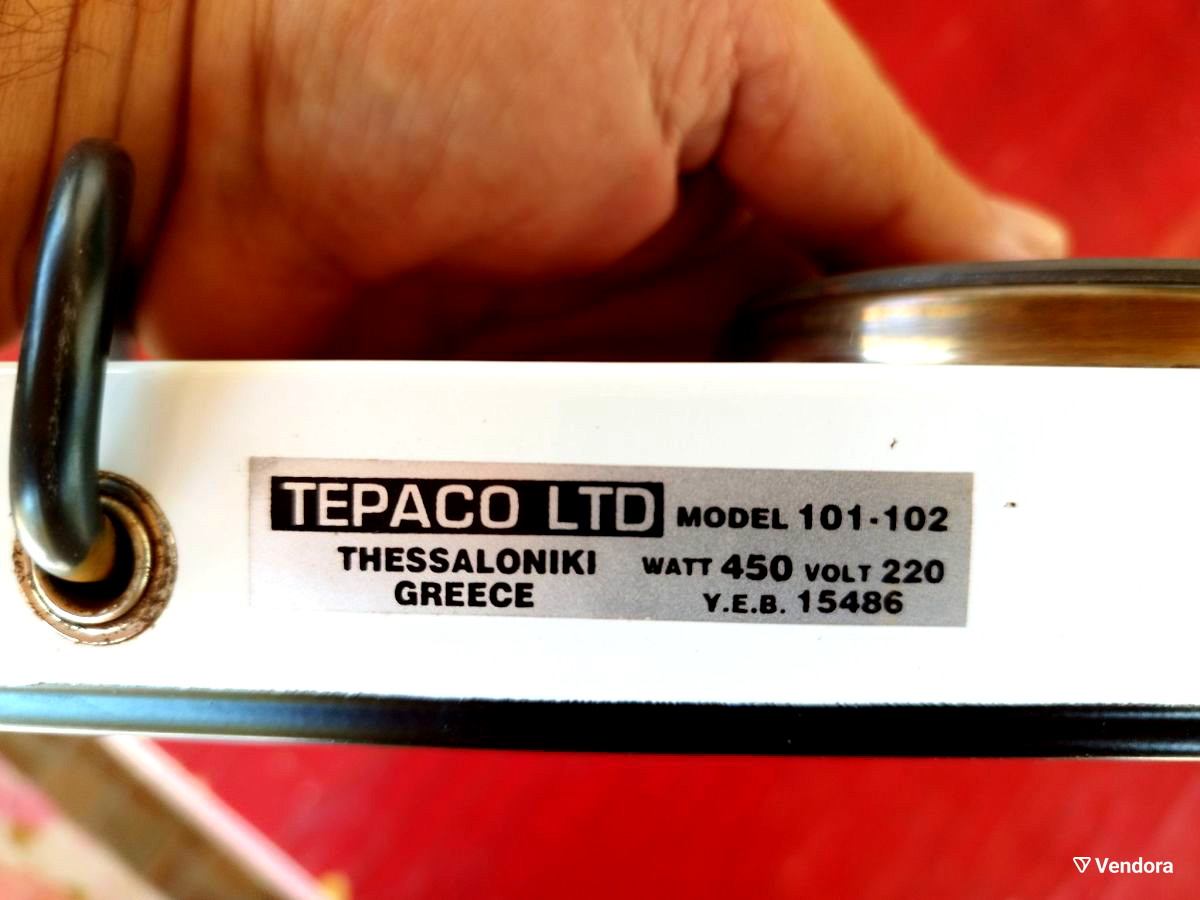 TEPACO LTD MODEL 101-102
THESSALONIKI WATT 450 VOLT 220
GREECE Y.E.B. 15486
Vendora